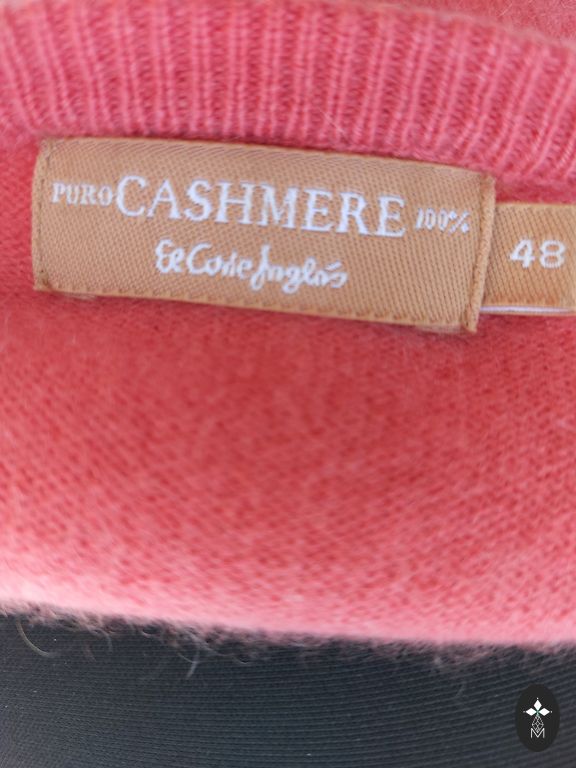 PURO CASHMERE 100%
El Corte Inglés
48